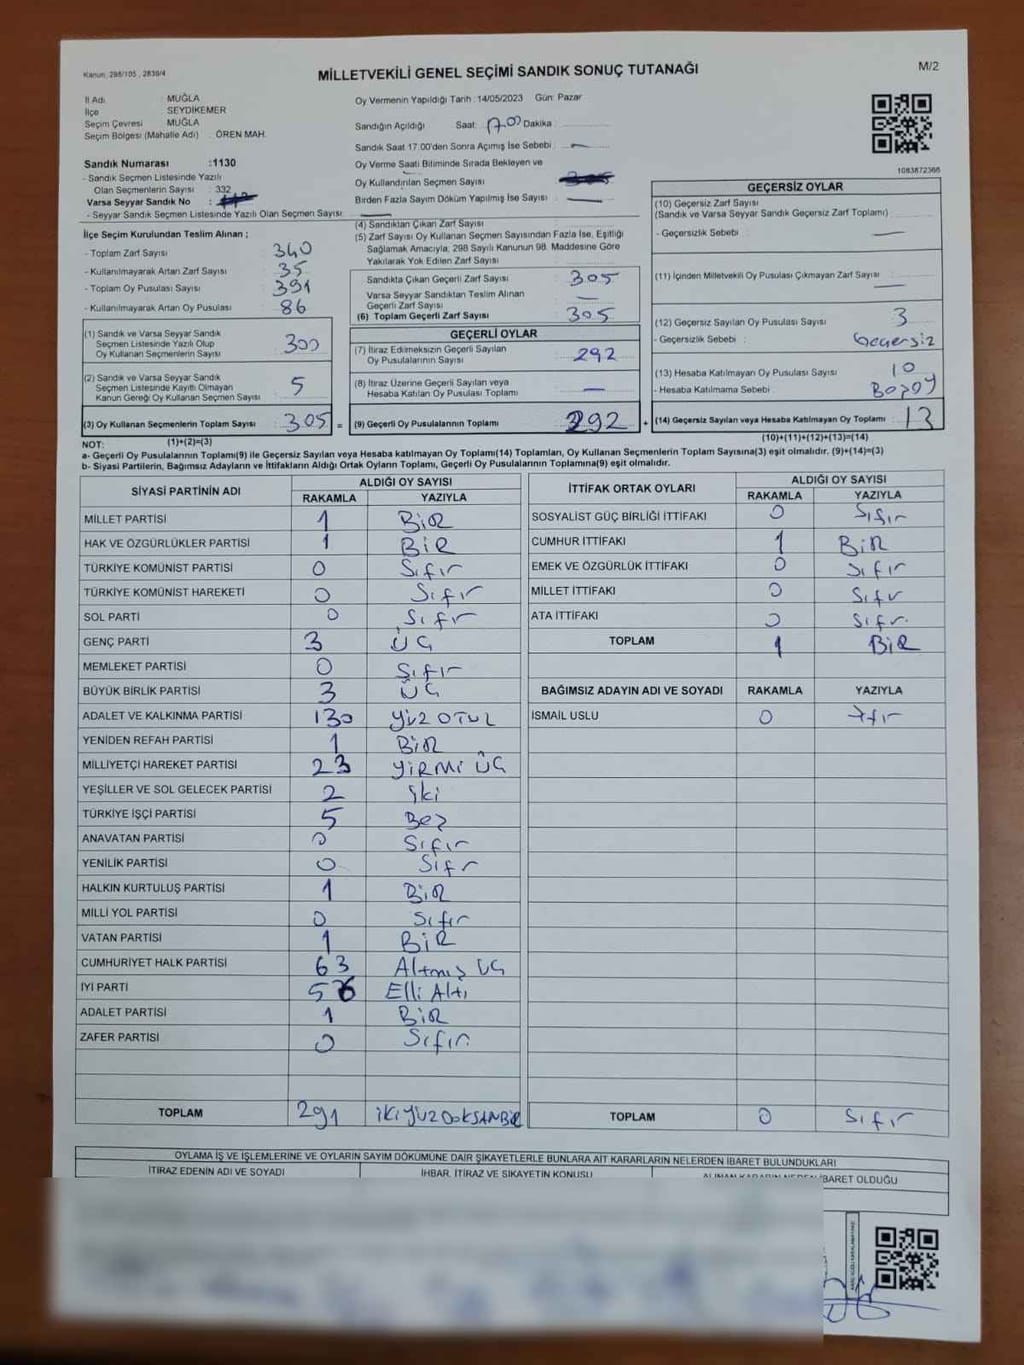 Kanun, 298/105 , 2839/4
MİLLETVEKİLİ GENEL SEÇİMİ SANDIK SONUÇ TUTANAĞI
M/2
İl Adı MUĞLA
İlçe SEYDİKEMER
Seçim Çevresi MUĞLA
Seçim Bölgesi (Mahalle Adı) : ÖREN MAH.
Sandık Numarası :1130
- Sandık Seçmen Listesinde Yazılı
Olan Seçmenlerin Sayısı : 332
Varsa Seyyar Sandık No :
- Seyyar Sandık Seçmen Listesinde Yazılı Olan Seçmen Sayısı
Oy Vermenin Yapıldığı Tarih :14/05/2023 Gün: Pazar
Sandığın Açıldığı Saat: 17.00 Dakika :
Sandık Saat 17.00'den Sonra Açımış İse Sebebi : —
Oy Verme Saati Bitiminde Sırada Bekleyen ve
Oy Kullandırılan Seçmen Sayısı
Birden Fazla Sayım Döküm Yapılmış İse Sayısı : —
1083872366
İlçe Seçim Kurulundan Teslim Alınan ;
- Toplam Zarf Sayısı : 340
- Kullanılmayarak Artan Zarf Sayısı : 35
- Toplam Oy Pusulası Sayısı : 391
- Kullanılmayarak Artan Oy Pusulası : 86
(1) Sandık ve Varsa Seyyar Sandık
Seçmen Listesinde Yazılı Olup
Oy Kullanan Seçmenlerin Sayısı : 300
(2) Sandık ve Varsa Seyyar Sandık
Seçmen Listesinde Kayıtlı Olmayan
Kanun Gereği Oy Kullanan Seçmen Sayısı : 5
(3) Oy Kullanan Seçmenlerin Toplam Sayısı : 305 =
(4) Sandıktan Çıkan Zarf Sayısı
(5) Zarf Sayısı Oy Kullanan Seçmen Sayısından Fazla İse, Eşitliği
Sağlamak Amacıyla, 298 Sayılı Kanunun 98. Maddesine Göre
Yakılarak Yok Edilen Zarf Sayısı
Sandıkta Çıkan Geçerli Zarf Sayısı : 305
Varsa Seyyar Sandıktan Teslim Alınan
Geçerli Zarf Sayısı : —
(6) Toplam Geçerli Zarf Sayısı : 305
GEÇERLİ OYLAR
(7) İtiraz Edilmeksizin Geçerli Sayılan
Oy Pusulalarının Sayısı : 292
(8) İtiraz Üzerine Geçerli Sayılan veya
Hesaba Katılan Oy Pusulası Toplamı : —
(9) Geçerli Oy Pusulalarının Toplamı : 292 +
GEÇERSİZ OYLAR
(10) Geçersiz Zarf Sayısı
(Sandık ve Varsa Seyyar Sandık Geçersiz Zarf Toplamı) :
- Geçersizlik Sebebi : —
(11) İçinden Milletvekili Oy Pusulası Çıkmayan Zarf Sayısı : —
(12) Geçersiz Sayılan Oy Pusulası Sayısı : 3
- Geçersizlik Sebebi : Geçersiz
(13) Hesaba Katılmayan Oy Pusulası Sayısı : 10
- Hesaba Katılmama Sebebi :
(14) Geçersiz Sayılan veya Hesaba Katılmayan Oy Toplamı : 13
NOT: (1)+(2)=(3) (10)+(11)+(12)+(13)=(14)
a- Geçerli Oy Pusulalarının Toplamı(9) ile Geçersiz Sayılan veya Hesaba katılmayan Oy Toplamı(14) Toplamları, Oy Kullanan Seçmenlerin Toplam Sayısına(3) eşit olmalıdır. (9)+(14)=(3)
b- Siyasi Partilerin, Bağımsız Adayların ve İttifakların Aldığı Ortak Oyların Toplamı, Geçerli Oy Pusulalarının Toplamına(9) eşit olmalıdır.
SİYASİ PARTİNİN ADI ALDIĞI OY SAYISI
RAKAMLA YAZIYLA
MİLLET PARTİSİ 1 BİR
HAK VE ÖZGÜRLÜKLER PARTİSİ 1 BİR
TÜRKİYE KOMÜNİST PARTİSİ 0 Sıfır
TÜRKİYE KOMÜNİST HAREKETİ 0 Sıfır
SOL PARTİ 0 Sıfır
GENÇ PARTİ 3 ÜÇ
MEMLEKET PARTİSİ 0 Sıfır
BÜYÜK BİRLİK PARTİSİ 3 ÜÇ
ADALET VE KALKINMA PARTİSİ 130 YÜZ OTUZ
YENİDEN REFAH PARTİSİ 1 BİR
MİLLİYETÇİ HAREKET PARTİSİ 23 YİRMİ ÜÇ
YEŞİLLER VE SOL GELECEK PARTİSİ 2 İki
TÜRKİYE İŞÇİ PARTİSİ 5 Beş
ANAVATAN PARTİSİ 0 Sıfır
YENİLİK PARTİSİ 0 Sıfr
HALKIN KURTULUŞ PARTİSİ 1 BİR
MİLLİ YOL PARTİSİ 0 Sıfır
VATAN PARTİSİ 1 BİR
CUMHURİYET HALK PARTİSİ 63 Altmış ÜÇ
İYİ PARTİ 56 Elli Altı
ADALET PARTİSİ 1 BİR
ZAFER PARTİSİ 0 Sıfır
TOPLAM 291 İKİ YÜZ DOKSAN BİR
İTTİFAK ORTAK OYLARI ALDIĞI OY SAYISI
RAKAMLA YAZIYLA
SOSYALİST GÜÇ BİRLİĞİ İTTİFAKI 0 Sıfır
CUMHUR İTTİFAKI 1 BİR
EMEK VE ÖZGÜRLÜK İTTİFAKI 0 Sıfır
MİLLET İTTİFAKI 0 Sıfır
ATA İTTİFAKI 0 Sıfır
TOPLAM 1 BİR
BAĞIMSIZ ADAYIN ADI VE SOYADI RAKAMLA YAZIYLA
İSMAİL USLU 0
TOPLAM 0 Sıfır
OYLAMA İŞ VE İŞLEMLERİNE VE OYLARIN SAYIM DÖKÜMÜNE DAİR ŞİKAYETLERLE BUNLARA AİT KARARLARIN NELERDEN İBARET BULUNDUKLARI
İTİRAZ EDENİN ADI VE SOYADI İHBAR, İTİRAZ VE ŞİKAYETİN KONUSU ALINAN KARARIN NEDEN İBARET OLDUĞU